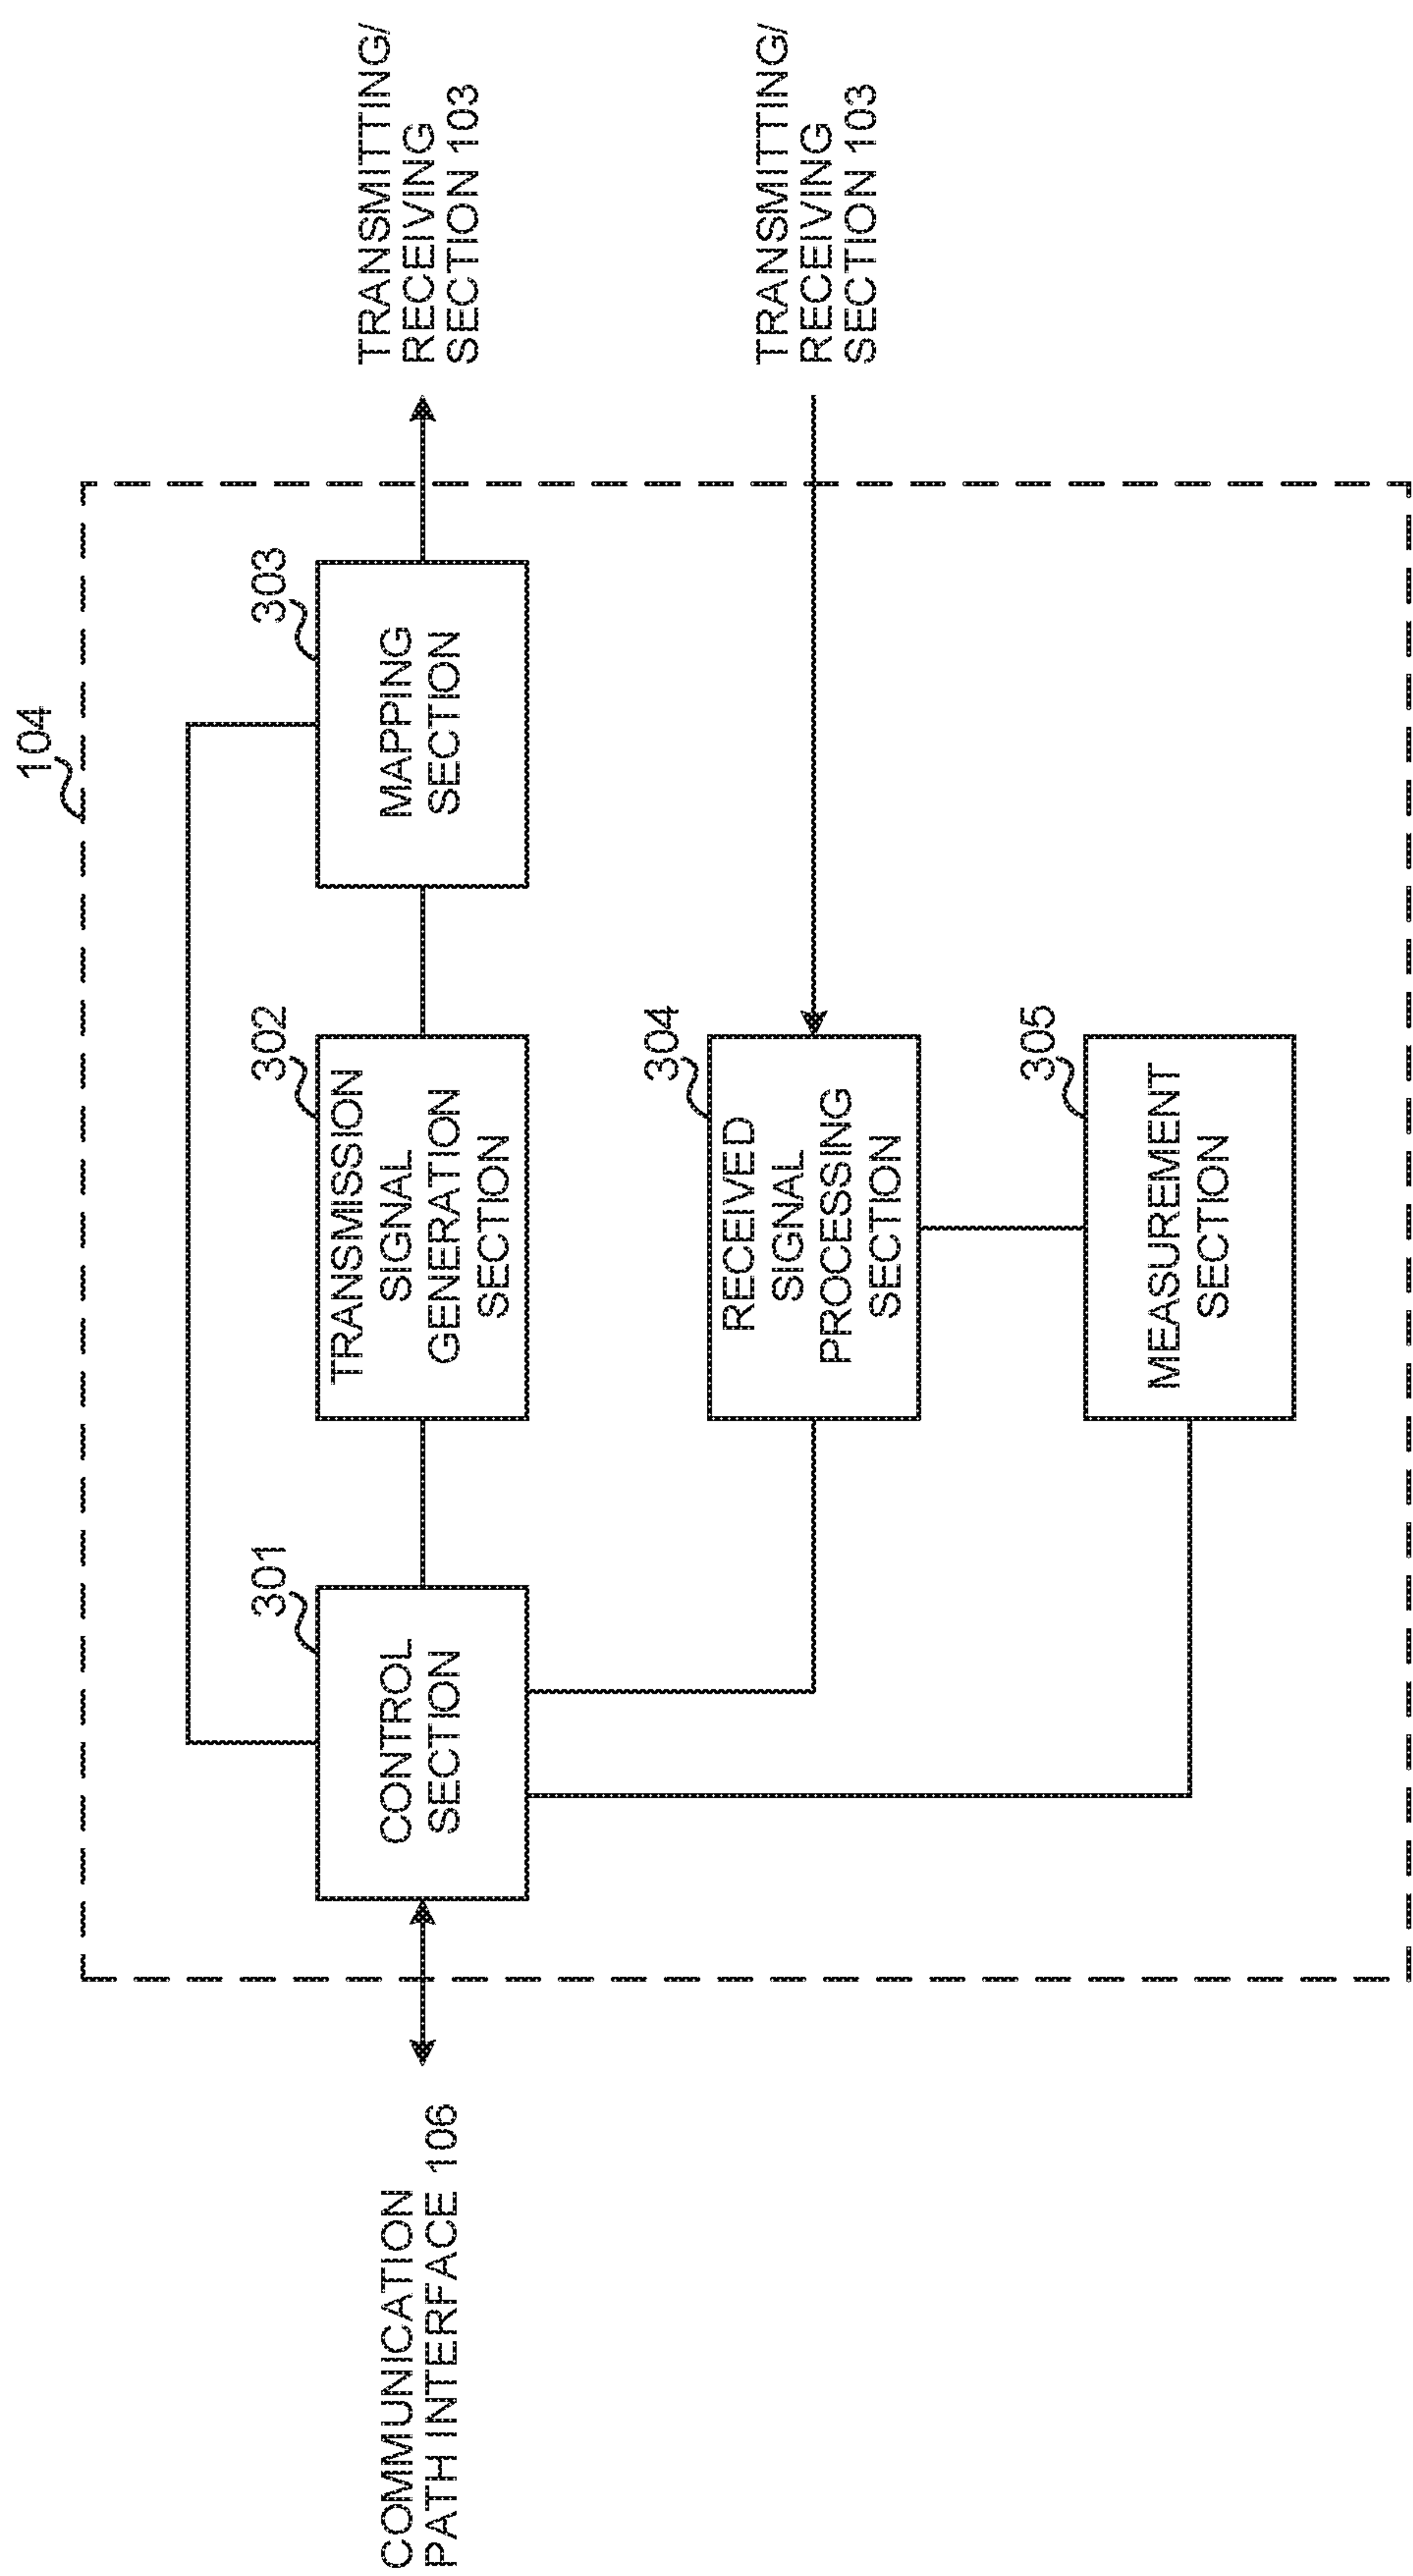 104
COMMUNICATION
PATH INTERFACE 106
301
CONTROL
SECTION
302
TRANSMISSION
SIGNAL
GENERATION
SECTION
303
MAPPING
SECTION
TRANSMITTING/
RECEIVING
SECTION 103
304
RECEIVED
SIGNAL
PROCESSING
SECTION
TRANSMITTING/
RECEIVING
SECTION 103
305
MEASUREMENT
SECTION